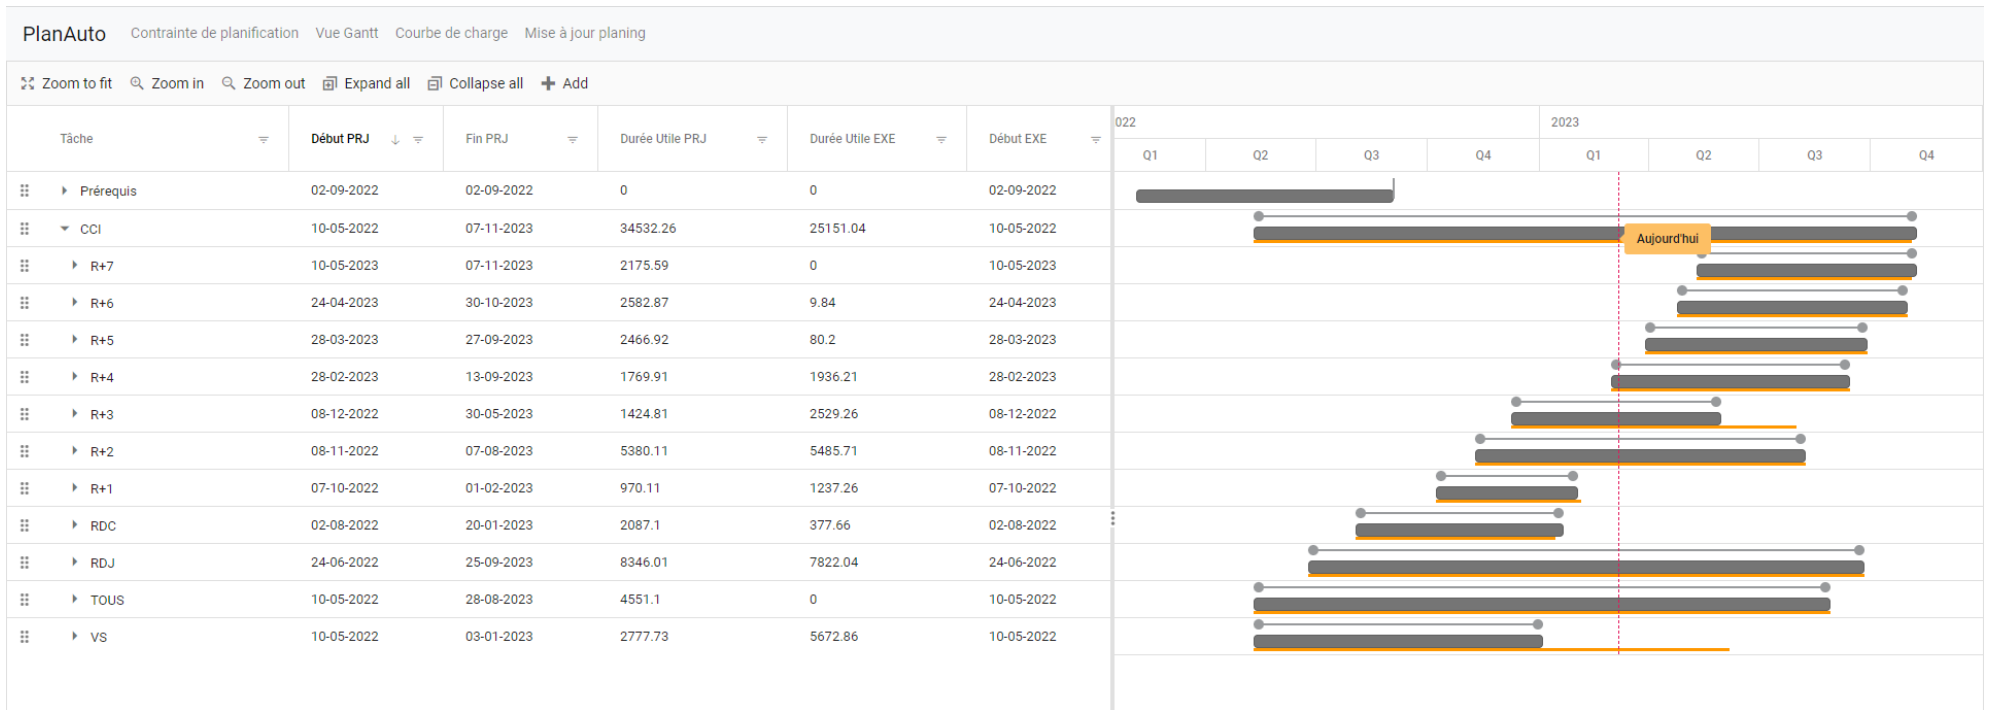 PlanAuto Contrainte de planification Vue Gantt Courbe de charge Mise à jour planing
Zoom to fit Zoom in Zoom out Expand all Collapse all Add
Tâche Début PRJ Fin PRJ Durée Utile PRJ Durée Utile EXE Début EXE
022 2023
Q1 Q2 Q3 Q4 Q1 Q2 Q3 Q4
Prérequis 02-09-2022 02-09-2022 0 0 02-09-2022
CCI 10-05-2022 07-11-2023 34532.26 25151.04 10-05-2022
Aujourd'hui
R+7 10-05-2023 07-11-2023 2175.59 0 10-05-2023
R+6 24-04-2023 30-10-2023 2582.87 9.84 24-04-2023
R+5 28-03-2023 27-09-2023 2466.92 80.2 28-03-2023
R+4 28-02-2023 13-09-2023 1769.91 1936.21 28-02-2023
R+3 08-12-2022 30-05-2023 1424.81 2529.26 08-12-2022
R+2 08-11-2022 07-08-2023 5380.11 5485.71 08-11-2022
R+1 07-10-2022 01-02-2023 970.11 1237.26 07-10-2022
RDC 02-08-2022 20-01-2023 2087.1 377.66 02-08-2022
RDJ 24-06-2022 25-09-2023 8346.01 7822.04 24-06-2022
TOUS 10-05-2022 28-08-2023 4551.1 0 10-05-2022
VS 10-05-2022 03-01-2023 2777.73 5672.86 10-05-2022